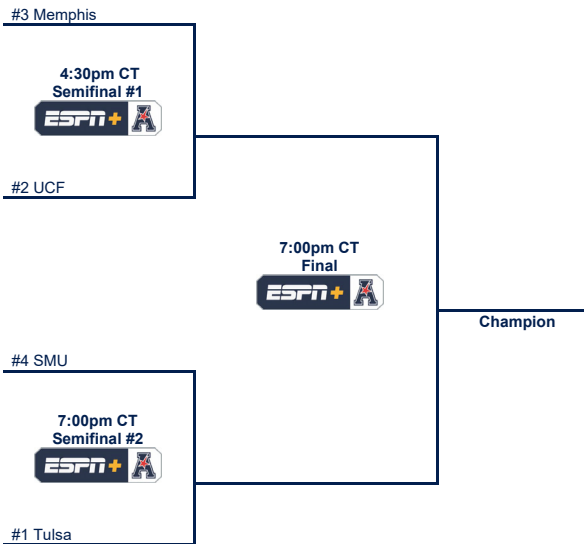 #3 Memphis
4:30pm CT
Semifinal #1
ESPN+ A
#2 UCF
7:00pm CT
Final
ESPN+ A
Champion
#4 SMU
7:00pm CT
Semifinal #2
ESPN+ A
#1 Tulsa